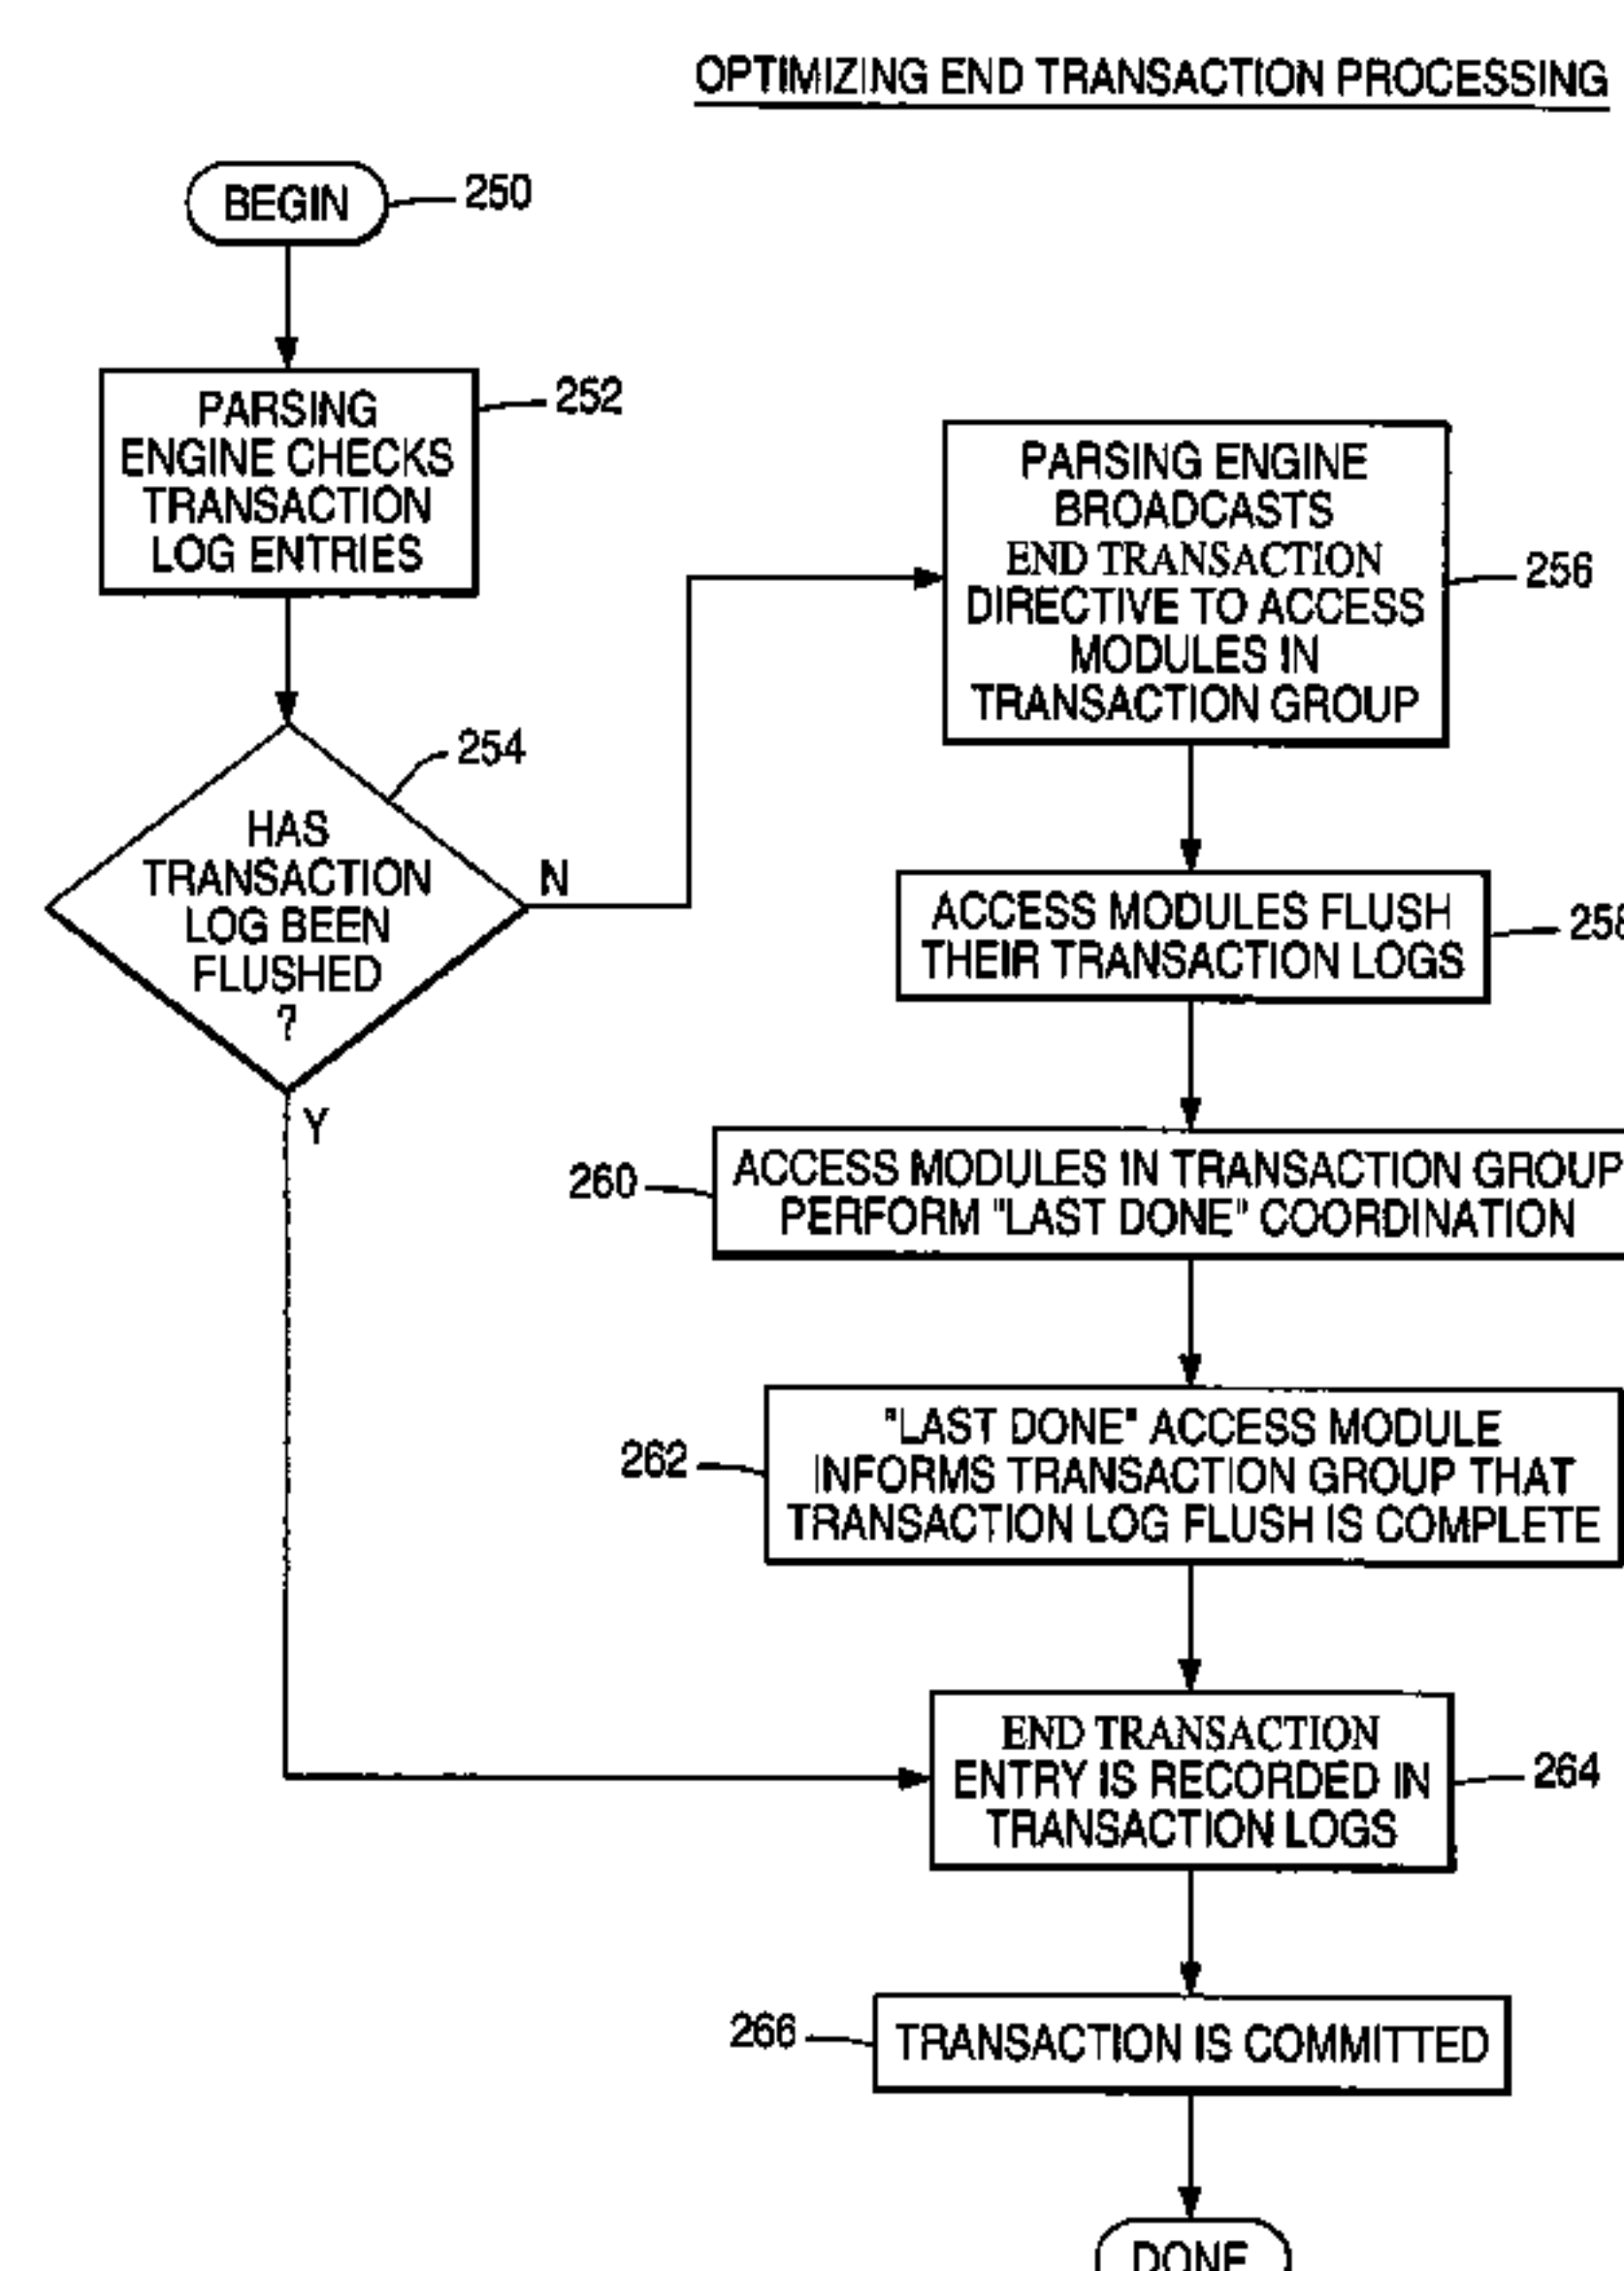 OPTIMIZING END TRANSACTION PROCESSING
BEGIN
250
PARSING
ENGINE CHECKS
TRANSACTION
LOG ENTRIES
252
HAS
TRANSACTION
LOG BEEN
FLUSHED
?
254
N
Y
PARSING ENGINE
BROADCASTS
END TRANSACTION
DIRECTIVE TO ACCESS
MODULES IN
TRANSACTION GROUP
256
ACCESS MODULES FLUSH
THEIR TRANSACTION LOGS
258
260
ACCESS MODULES IN TRANSACTION GROUP
PERFORM "LAST DONE" COORDINATION
262
"LAST DONE" ACCESS MODULE
INFORMS TRANSACTION GROUP THAT
TRANSACTION LOG FLUSH IS COMPLETE
END TRANSACTION
ENTRY IS RECORDED IN
TRANSACTION LOGS
264
266
TRANSACTION IS COMMITTED
DONE